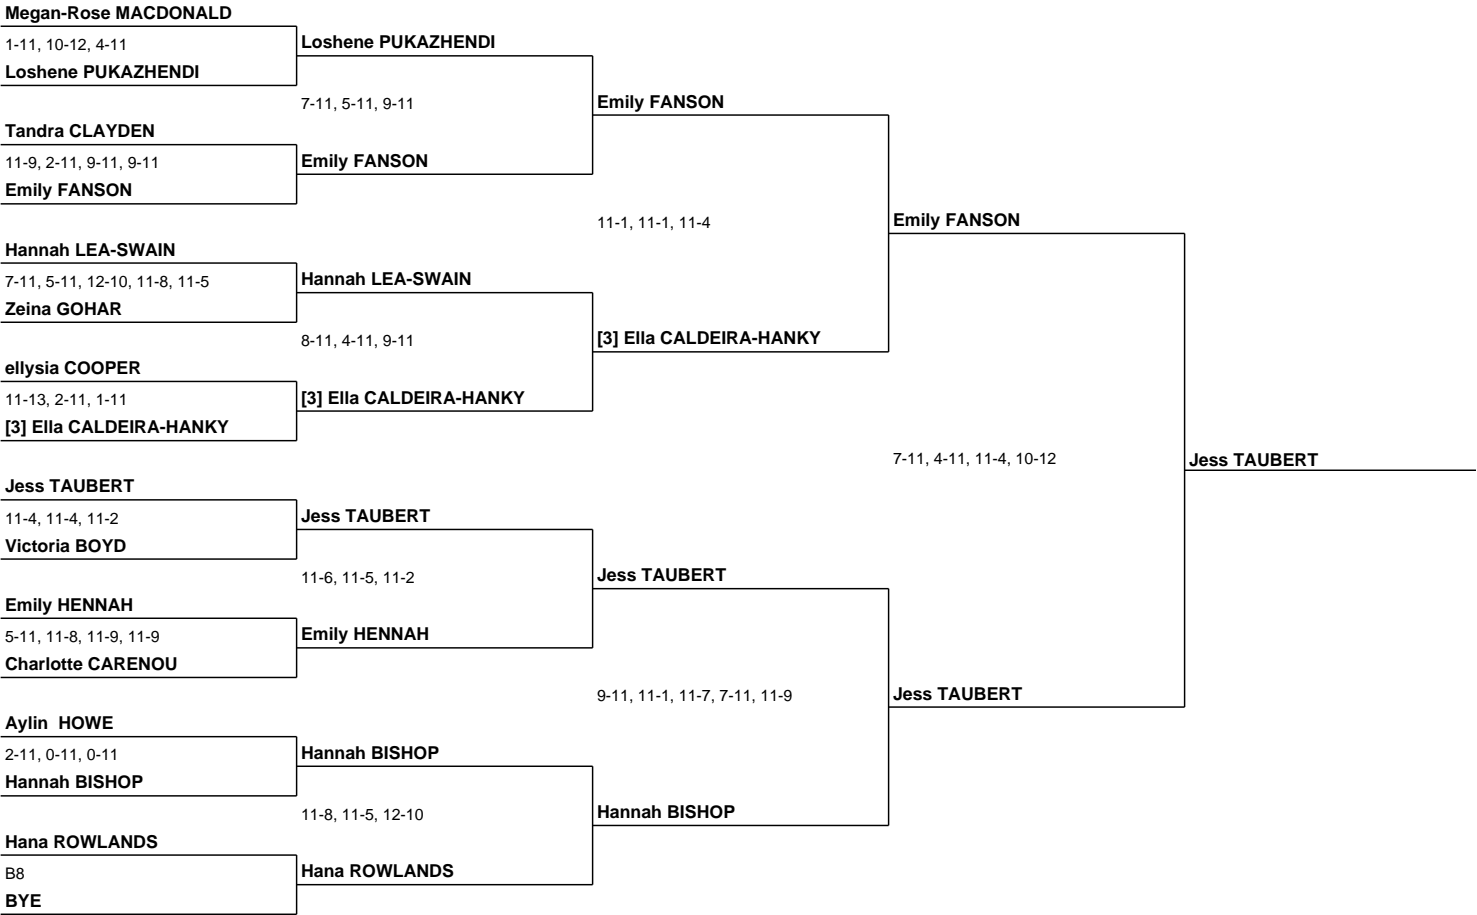 Megan-Rose MACDONALD
1-11, 10-12, 4-11
Loshene PUKAZHENDI
Tandra CLAYDEN
11-9, 2-11, 9-11, 9-11
Emily FANSON
Hannah LEA-SWAIN
7-11, 5-11, 12-10, 11-8, 11-5
Zeina GOHAR
ellysia COOPER
11-13, 2-11, 1-11
[3] Ella CALDEIRA-HANKY
Jess TAUBERT
11-4, 11-4, 11-2
Victoria BOYD
Emily HENNAH
5-11, 11-8, 11-9, 11-9
Charlotte CARENOU
Aylin  HOWE
2-11, 0-11, 0-11
Hannah BISHOP
Hana ROWLANDS
B8
BYE
Loshene PUKAZHENDI
7-11, 5-11, 9-11
Emily FANSON
Hannah LEA-SWAIN
8-11, 4-11, 9-11
[3] Ella CALDEIRA-HANKY
Jess TAUBERT
11-6, 11-5, 11-2
Emily HENNAH
Hannah BISHOP
11-8, 11-5, 12-10
Hana ROWLANDS
Emily FANSON
11-1, 11-1, 11-4
[3] Ella CALDEIRA-HANKY
Jess TAUBERT
9-11, 11-1, 11-7, 7-11, 11-9
Hannah BISHOP
Emily FANSON
7-11, 4-11, 11-4, 10-12
Jess TAUBERT
Jess TAUBERT